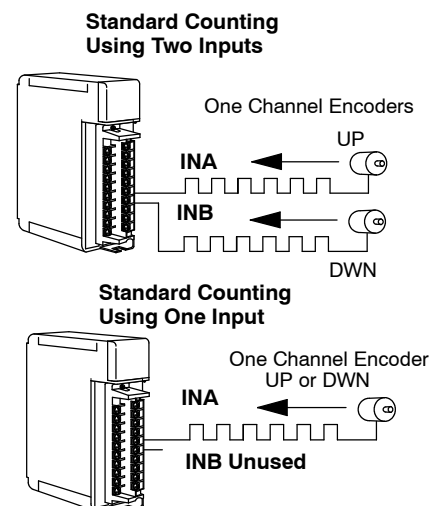 Standard Counting
Using Two Inputs
One Channel Encoders
UP
INA
INB
DWN
Standard Counting
Using One Input
One Channel Encoder
UP or DWN
INA
INB Unused